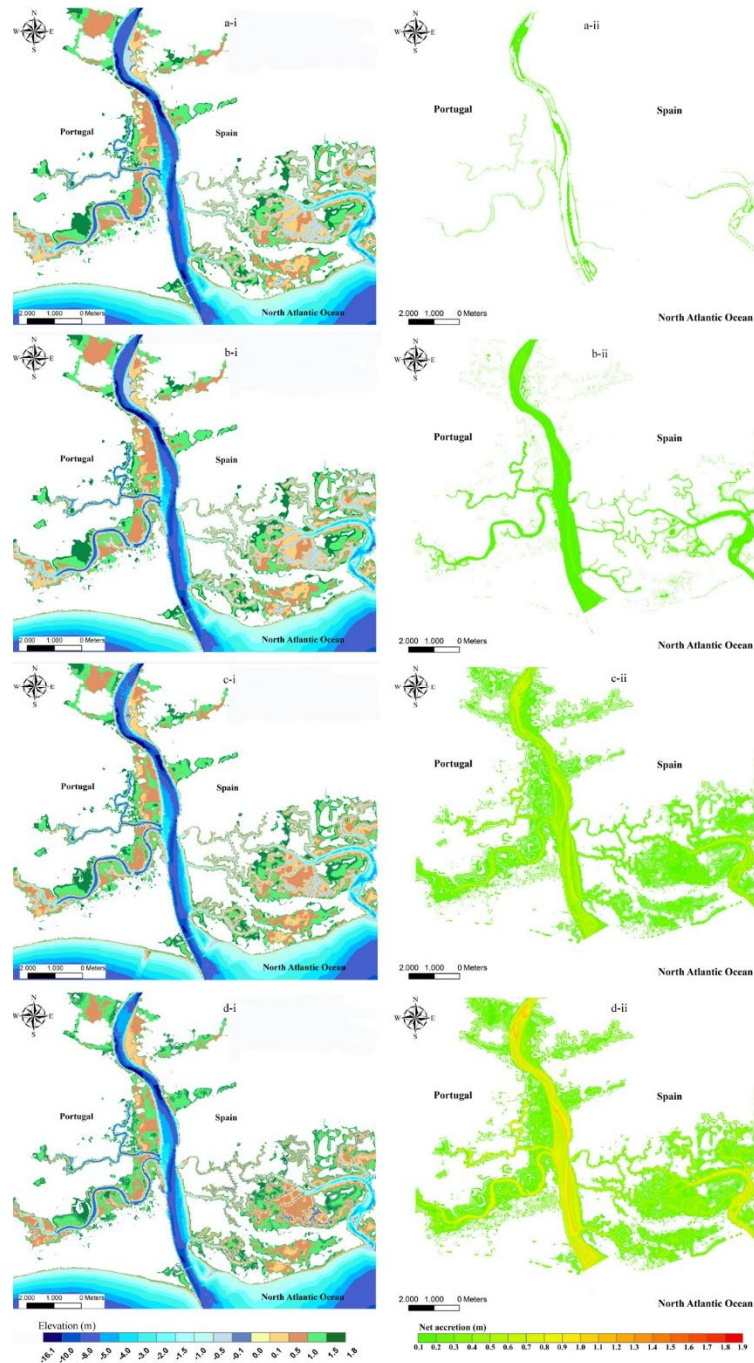 a-i
N
W E
S
Portugal Spain
North Atlantic Ocean
2.000 1.000 0 Meters
a-ii
N
W E
S
Portugal
Spain
North Atlantic Ocean
2.000 1.000 0 Meters
b-i
N
W E
S
Portugal Spain
North Atlantic Ocean
2.000 1.000 0 Meters
b-ii
N
W E
S
Portugal Spain
North Atlantic Ocean
2.000 1.000 0 Meters
c-i
N
W E
S
Portugal Spain
North Atlantic Ocean
2.000 1.000 0 Meters
c-ii
N
W E
S
Portugal Spain
North Atlantic Ocean
2.000 1.000 0 Meters
d-i
N
W E
S
Portugal Spain
North Atlantic Ocean
2.000 1.000 0 Meters
d-ii
N
W E
S
Portugal Spain
North Atlantic Ocean
2.000 1.000 0 Meters
Elevation (m)
-16.1 -10.0 -8.0 -5.0 -4.0 -3.0 -2.0 -1.5 -1.0 -0.5 -0.1 0.0 0.1 0.5 1.0 1.5 1.8
Net accretion (m)
0.1 0.2 0.3 0.4 0.5 0.6 0.7 0.8 0.9 1.0 1.1 1.2 1.3 1.4 1.5 1.6 1.7 1.8 1.9